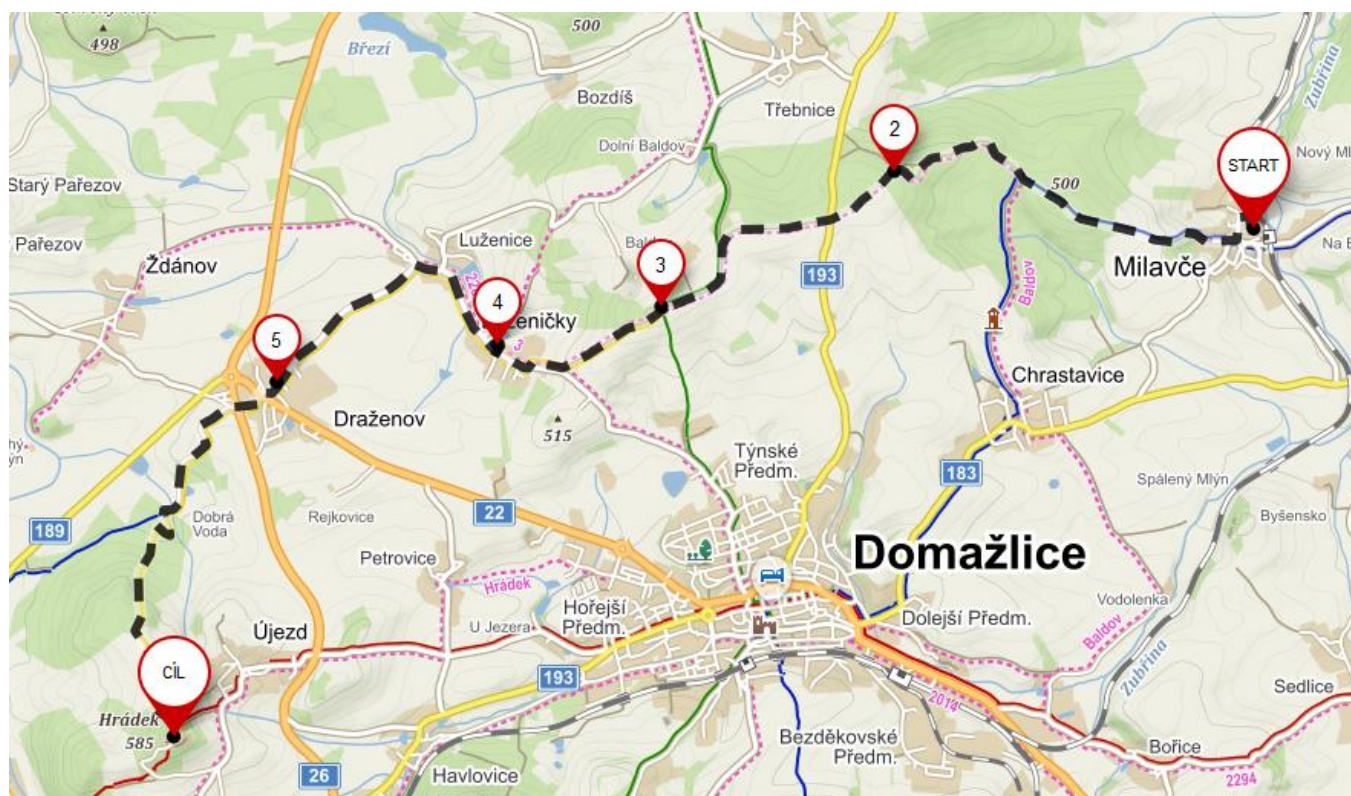 498
Březí
500
Bozdíš
Třebnice
2
Zubřina
Dolní Baldov
START
Nový Ml
Starý Pařezov
500
Pařezov
Luženice
3
Na B
Ždánov
193
Milavče
4
Baldov
5
3
Chrastavice
Draženov
515
Týnské
Předm.
183
Spálený Mlýn
189
Dobrá
Voda
Rejkovice
22
Byšensko
Petrovice
Domažlice
Hrádek
Hořejší
Předm.
Vodolenka
Dolejší Předm.
U Jezera
Újezd
Baldov
CÍL
193
Zubřina
2014
Sedlice
Hrádek
585
Bezděkovské
Předm.
Bořice
26
Havlovice
2294